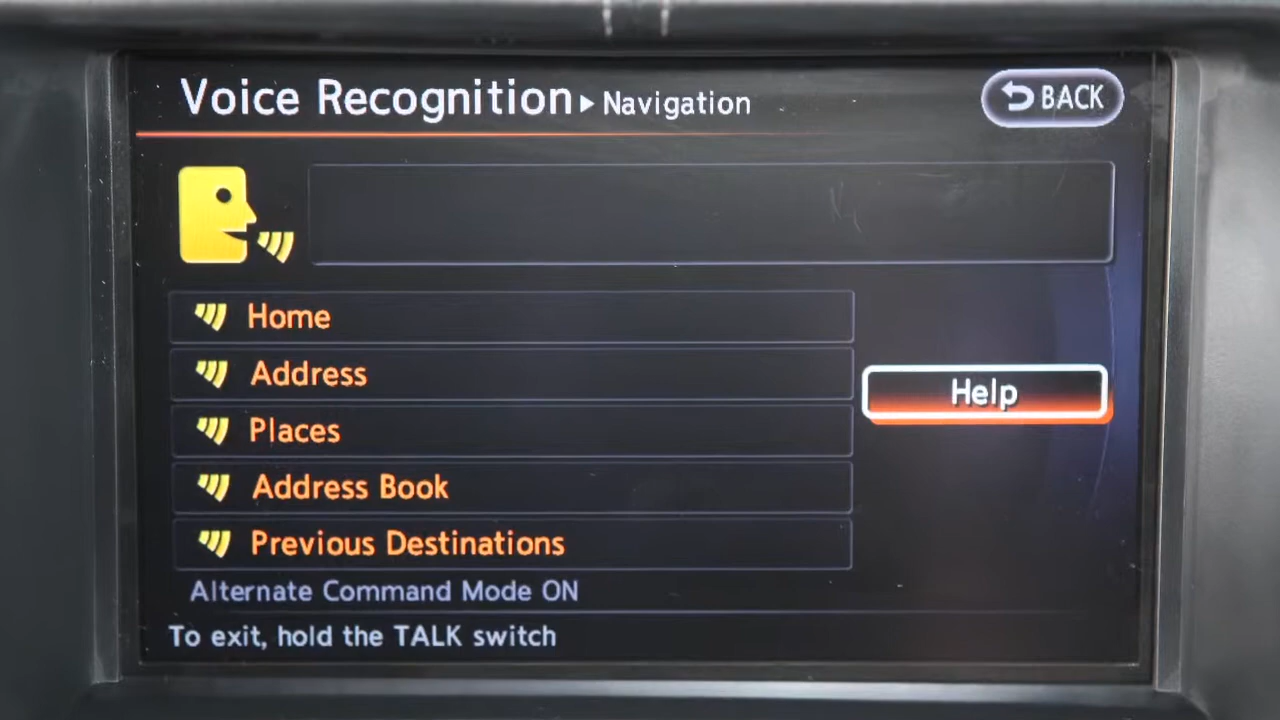 Voice Recognition ▶ Navigation
BACK
Home
Address
Places
Address Book
Previous Destinations
Help
Alternate Command Mode ON
To exit, hold the TALK switch